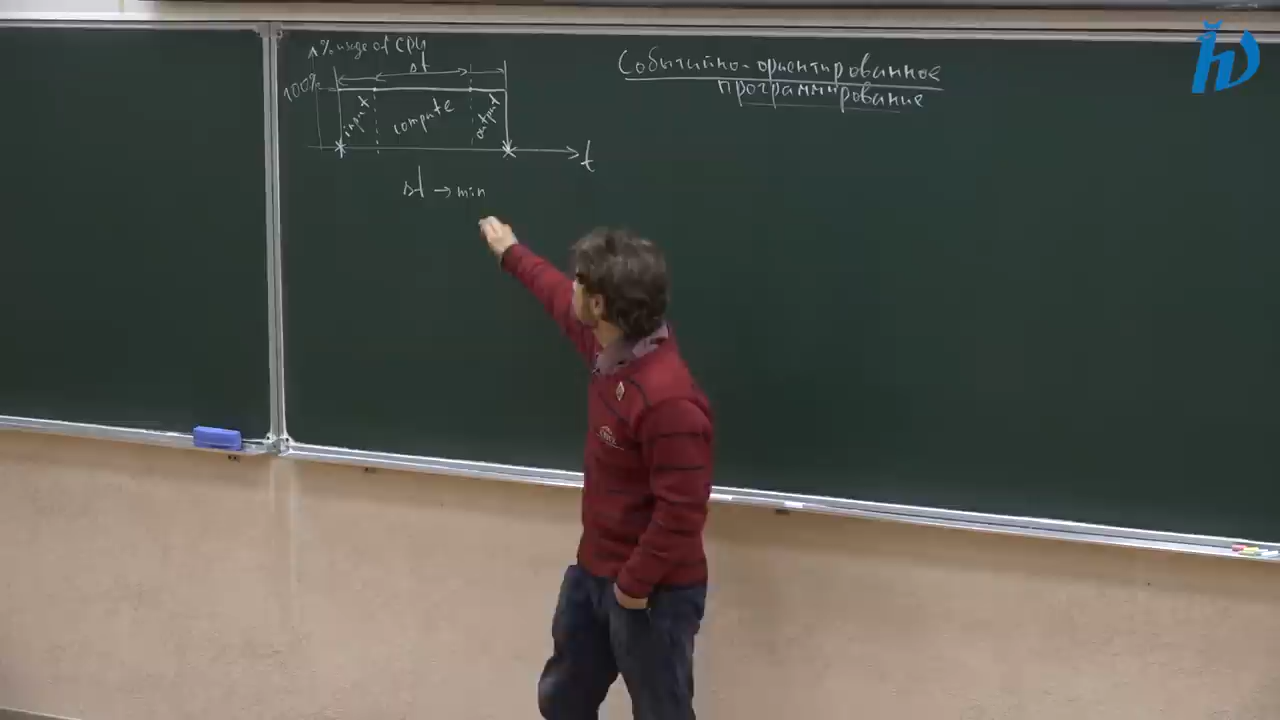 % usage of CPU
Δt
100%
input
compute
output
t
Δt → min
Событийно-ориентированное
программирование